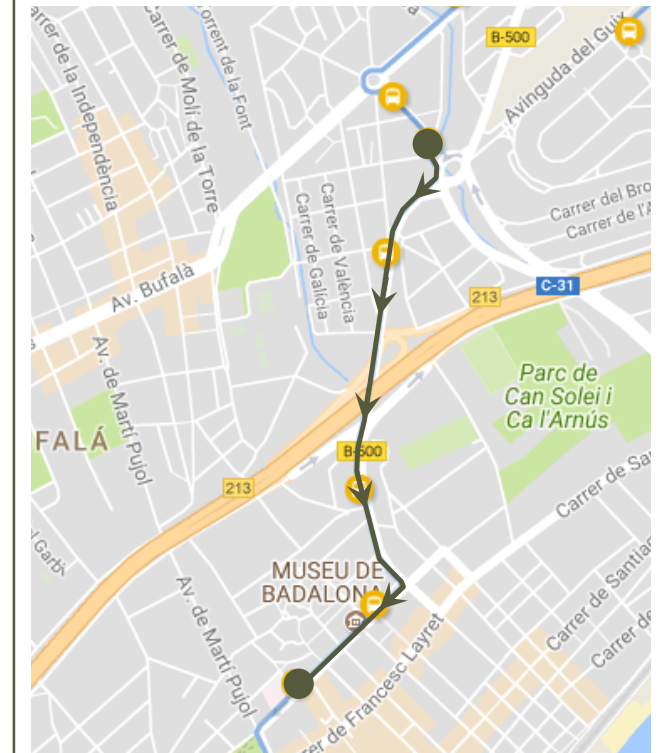 B-500
Avinguda del Guix
Torrent de la Font
Carrer de Molí de la Torre
Carrer de la Independència
Carrer de València
Carrer de Galícia
Carrer del Bro
Carrer de l'A
C-31
213
Av. Bufalà
Av. de Martí Pujol
Parc de
Can Solei i
Ca l'Arnús
FALÁ
B-500
213
Carrer de Sa
MUSEU DE
BADALONA
Av. de Martí Pujol
Carrer de Santiag
Carrer de
rer de Francesc Layret